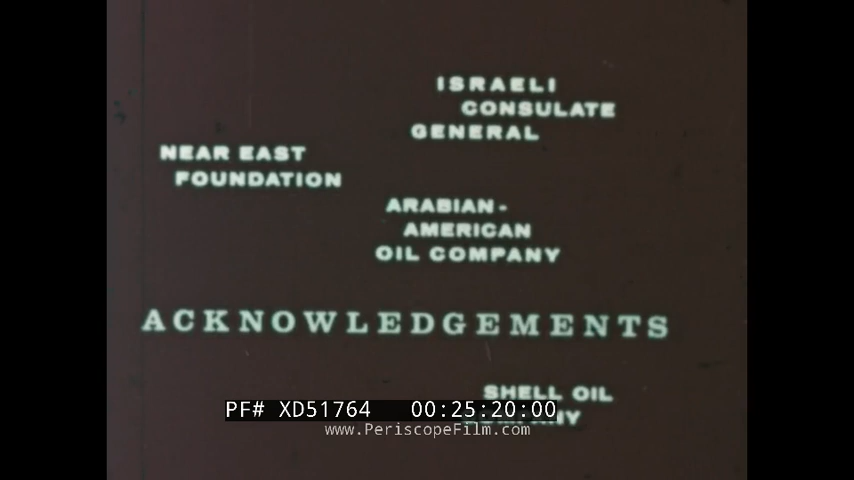 ISRAELI
CONSULATE
GENERAL
NEAR EAST
FOUNDATION
ARABIAN-
AMERICAN
OIL COMPANY
ACKNOWLEDGEMENTS
SHELL OIL
COMPANY
PF# XD51764 00:25:20:00
www.PeriscopeFilm.com